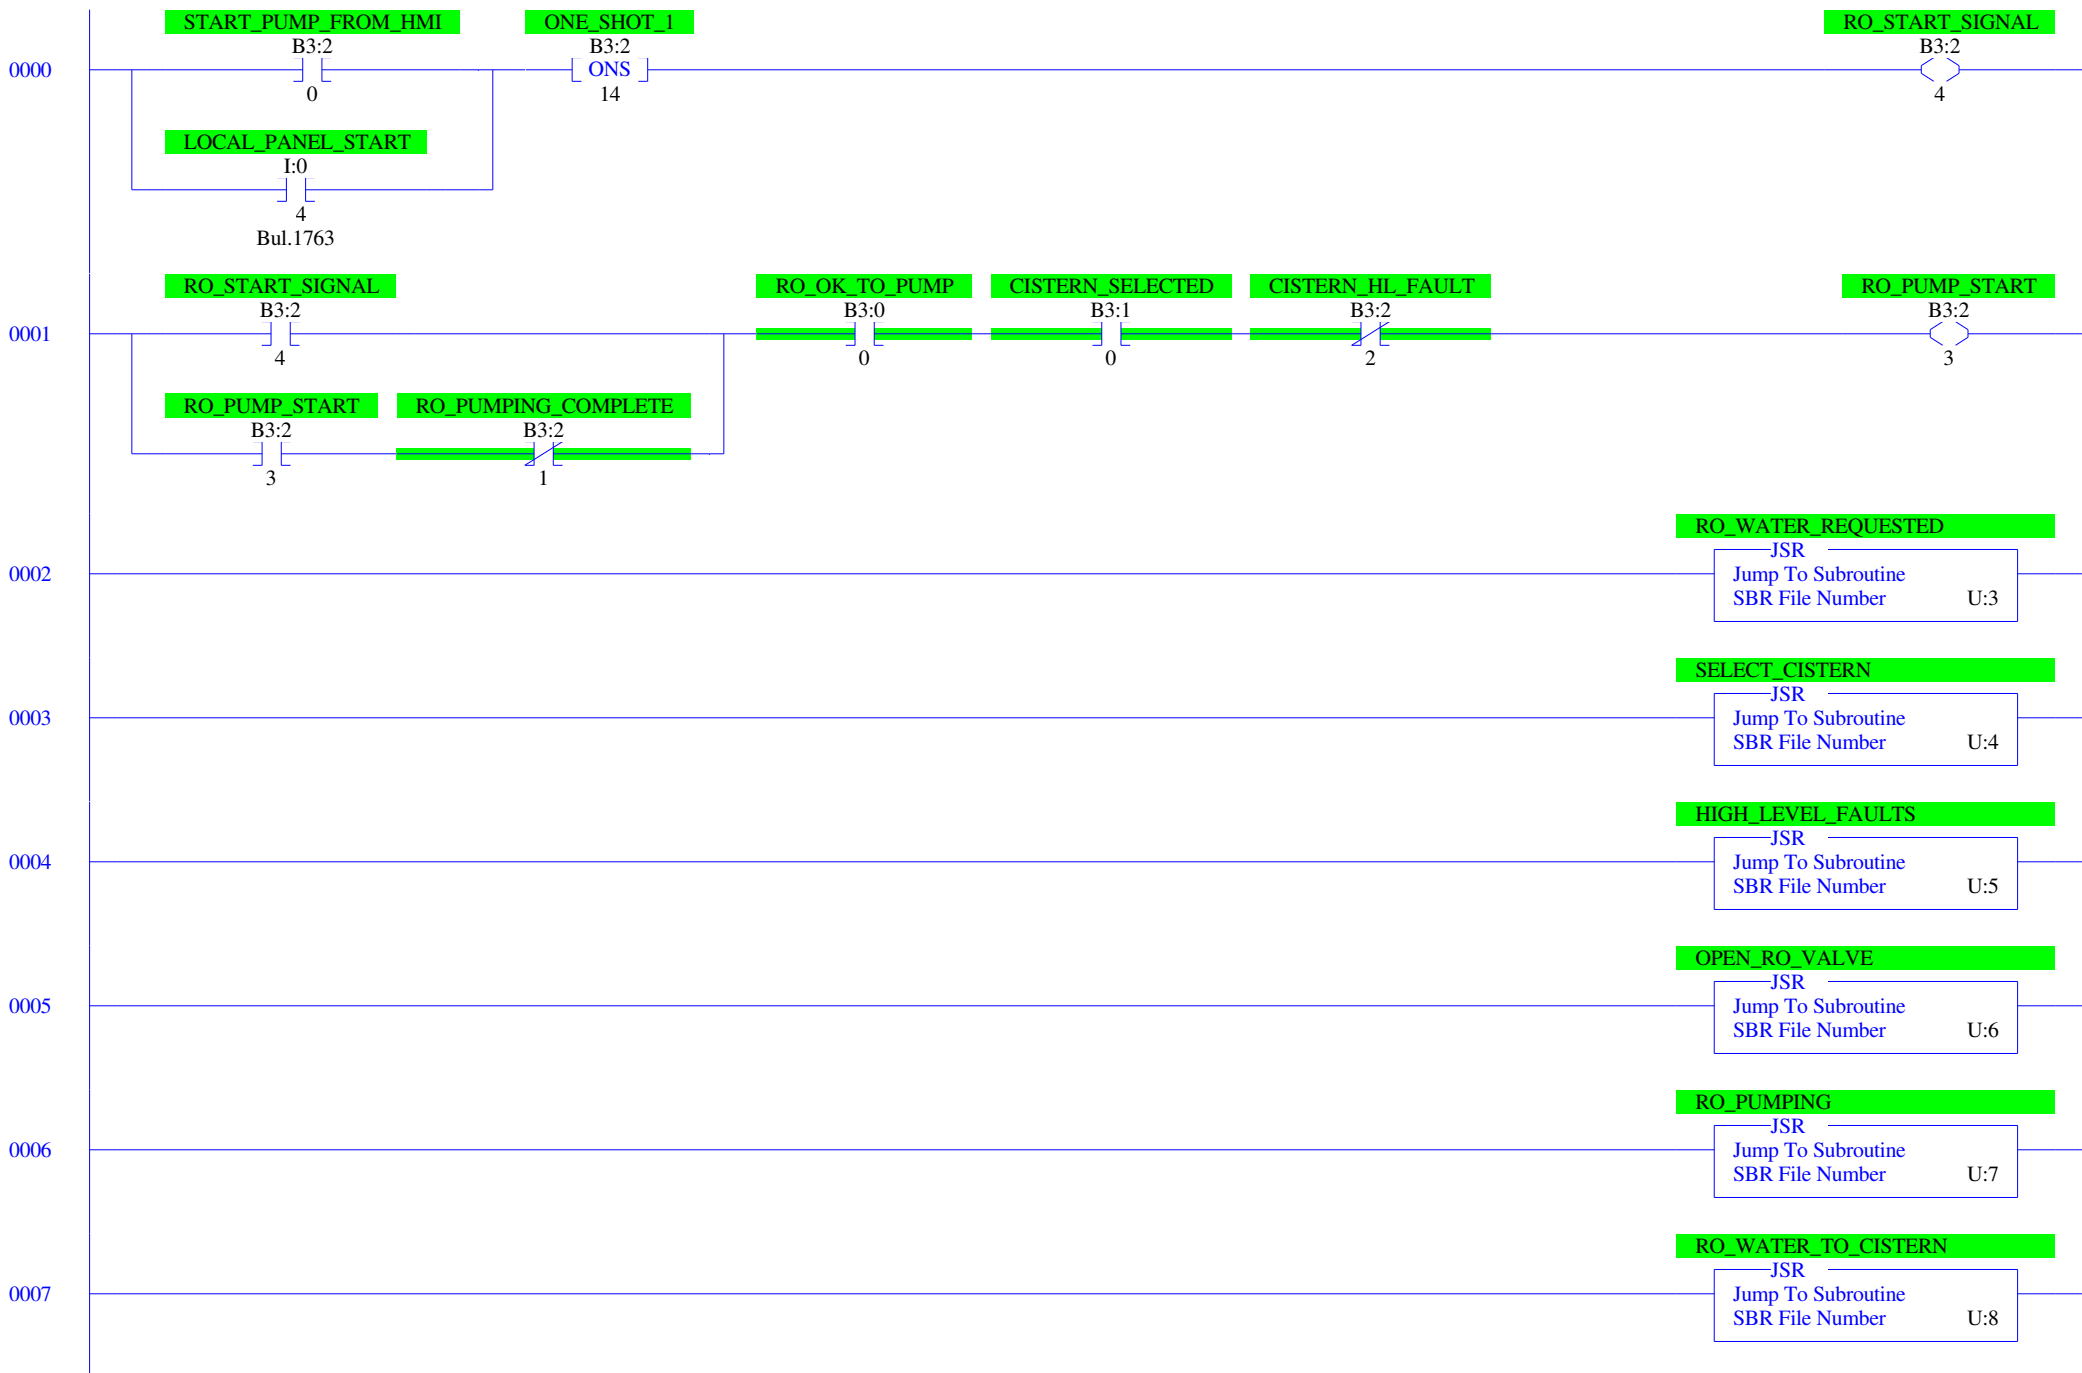 START_PUMP_FROM_HMI ONE_SHOT_1 RO_START_SIGNAL
B3:2 B3:2 B3:2
0000 ONS
0 14 4
LOCAL_PANEL_START
I:0
4
Bul.1763
RO_START_SIGNAL RO_OK_TO_PUMP CISTERN_SELECTED CISTERN_HL_FAULT RO_PUMP_START
B3:2 B3:0 B3:1 B3:2 B3:2
0001
4 0 0 2 3
RO_PUMP_START RO_PUMPING_COMPLETE
B3:2 B3:2
3 1
RO_WATER_REQUESTED
JSR
0002 Jump To Subroutine
SBR File Number U:3
SELECT_CISTERN
JSR
0003 Jump To Subroutine
SBR File Number U:4
HIGH_LEVEL_FAULTS
JSR
0004 Jump To Subroutine
SBR File Number U:5
OPEN_RO_VALVE
JSR
0005 Jump To Subroutine
SBR File Number U:6
RO_PUMPING
JSR
0006 Jump To Subroutine
SBR File Number U:7
RO_WATER_TO_CISTERN
JSR
0007 Jump To Subroutine
SBR File Number U:8